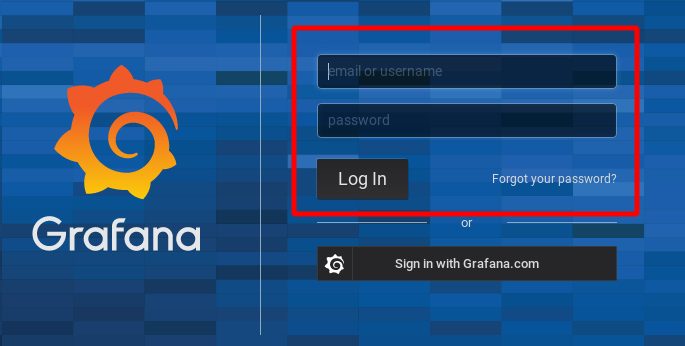 Grafana
email or username
password
Log In
Forgot your password?
or
Sign in with Grafana.com